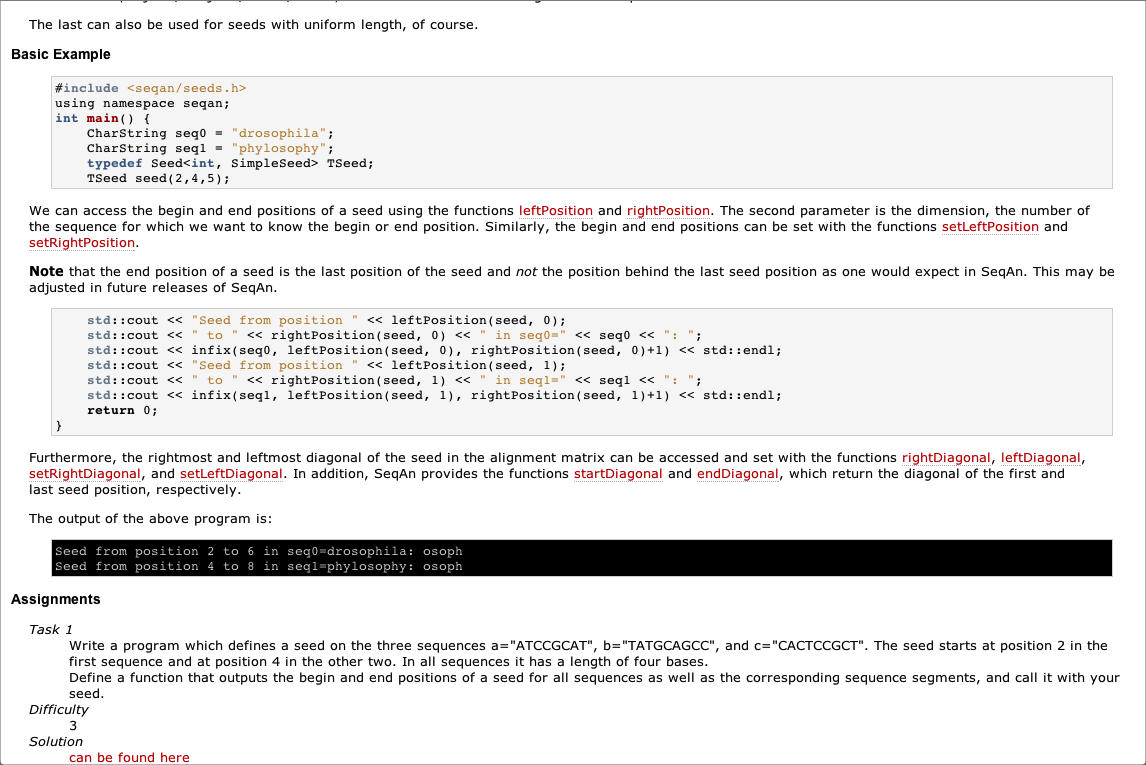 The last can also be used for seeds with uniform length, of course.
Basic Example
#include <seqan/seeds.h>
using namespace seqan;
int main() {
    CharString seq0 = "drosophila";
    CharString seq1 = "phylosophy";
    typedef Seed<int, SimpleSeed> TSeed;
    TSeed seed(2,4,5);
We can access the begin and end positions of a seed using the functions leftPosition and rightPosition. The second parameter is the dimension, the number of
the sequence for which we want to know the begin or end position. Similarly, the begin and end positions can be set with the functions setLeftPosition and
setRightPosition.
Note that the end position of a seed is the last position of the seed and not the position behind the last seed position as one would expect in SeqAn. This may be
adjusted in future releases of SeqAn.
    std::cout << "Seed from position " << leftPosition(seed, 0);
    std::cout << " to " << rightPosition(seed, 0) << " in seq0=" << seq0 << ": ";
    std::cout << infix(seq0, leftPosition(seed, 0), rightPosition(seed, 0)+1) << std::endl;
    std::cout << "Seed from position " << leftPosition(seed, 1);
    std::cout << " to " << rightPosition(seed, 1) << " in seq1=" << seq1 << ": ";
    std::cout << infix(seq1, leftPosition(seed, 1), rightPosition(seed, 1)+1) << std::endl;
    return 0;
}
Furthermore, the rightmost and leftmost diagonal of the seed in the alignment matrix can be accessed and set with the functions rightDiagonal, leftDiagonal,
setRightDiagonal, and setLeftDiagonal. In addition, SeqAn provides the functions startDiagonal and endDiagonal, which return the diagonal of the first and
last seed position, respectively.
The output of the above program is:
Seed from position 2 to 6 in seq0=drosophila: osoph
Seed from position 4 to 8 in seq1=phylosophy: osoph
Assignments
Task 1
Write a program which defines a seed on the three sequences a="ATCCGCAT", b="TATGCAGCC", and c="CACTCCGCT". The seed starts at position 2 in the
first sequence and at position 4 in the other two. In all sequences it has a length of four bases.
Define a function that outputs the begin and end positions of a seed for all sequences as well as the corresponding sequence segments, and call it with your
seed.
Difficulty
3
Solution
can be found here